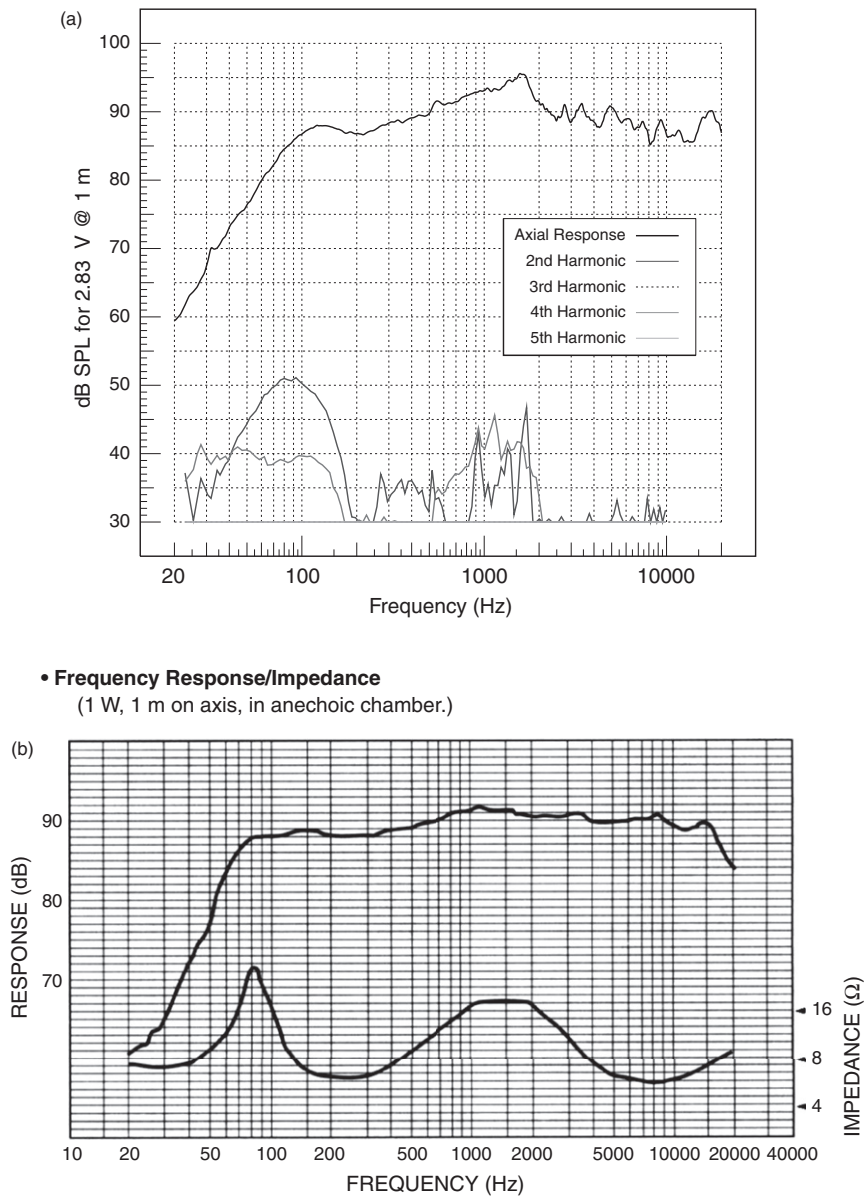 (a)
100
90
80
70
60
50
40
30
dB SPL for 2.83 V @ 1 m
Axial Response
2nd Harmonic
3rd Harmonic
4th Harmonic
5th Harmonic
20 100 1000 10000
Frequency (Hz)
• Frequency Response/Impedance
(1 W, 1 m on axis, in anechoic chamber.)
(b)
90
80
70
RESPONSE (dB)
16
8
4
IMPEDANCE (Ω)
10 20 50 100 200 500 1000 2000 5000 10000 20000 40000
FREQUENCY (Hz)